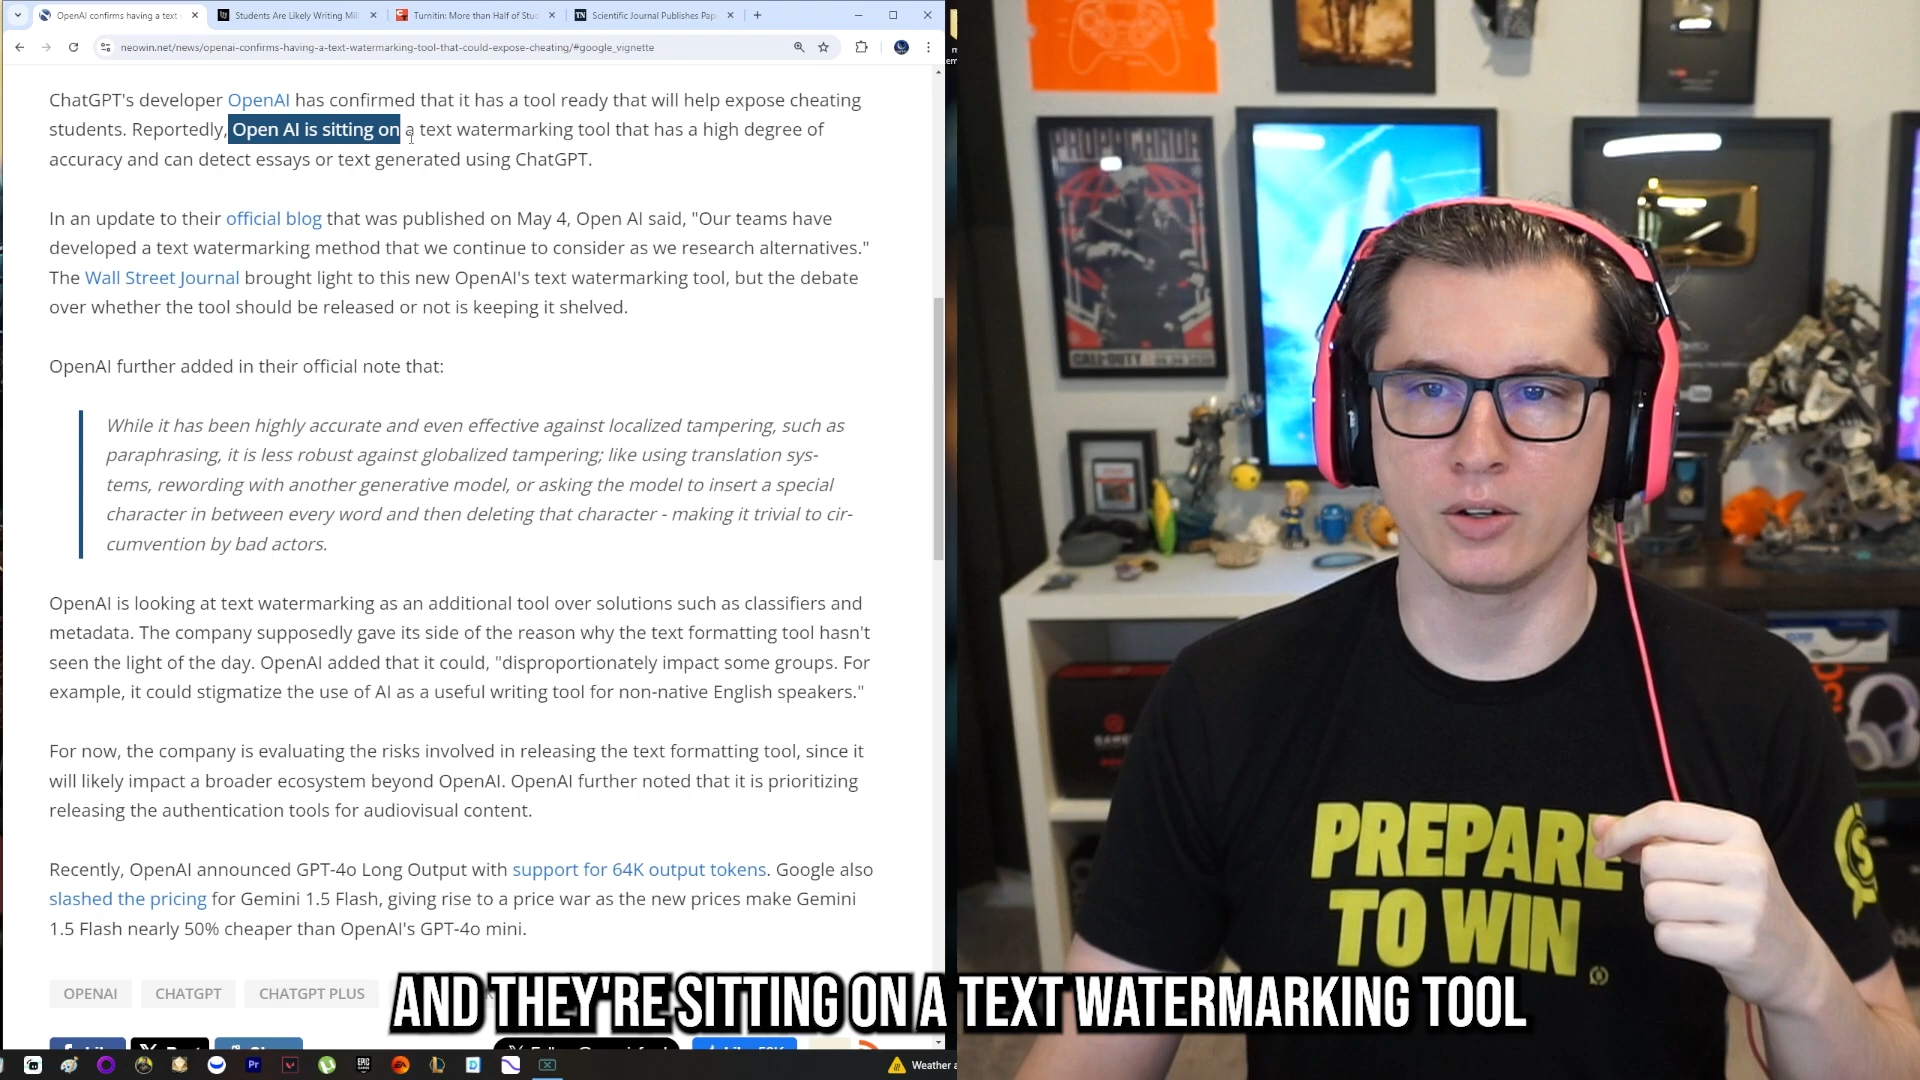 OpenAI confirms having a text
Students Are Likely Writing Mil
Turnitin: More than Half of Stud
Scientific Journal Publishes Pap
neowin.net/news/openai-confirms-having-a-text-watermarking-tool-that-could-expose-cheating/#google_vignette
ChatGPT's developer OpenAI has confirmed that it has a tool ready that will help expose cheating
students. Reportedly, Open AI is sitting on a text watermarking tool that has a high degree of
accuracy and can detect essays or text generated using ChatGPT.
In an update to their official blog that was published on May 4, Open AI said, "Our teams have
developed a text watermarking method that we continue to consider as we research alternatives."
The Wall Street Journal brought light to this new OpenAI's text watermarking tool, but the debate
over whether the tool should be released or not is keeping it shelved.
OpenAI further added in their official note that:
While it has been highly accurate and even effective against localized tampering, such as
paraphrasing, it is less robust against globalized tampering; like using translation sys-
tems, rewording with another generative model, or asking the model to insert a special
character in between every word and then deleting that character - making it trivial to cir-
cumvention by bad actors.
OpenAI is looking at text watermarking as an additional tool over solutions such as classifiers and
metadata. The company supposedly gave its side of the reason why the text formatting tool hasn't
seen the light of the day. OpenAI added that it could, "disproportionately impact some groups. For
example, it could stigmatize the use of AI as a useful writing tool for non-native English speakers."
For now, the company is evaluating the risks involved in releasing the text formatting tool, since it
will likely impact a broader ecosystem beyond OpenAI. OpenAI further noted that it is prioritizing
releasing the authentication tools for audiovisual content.
Recently, OpenAI announced GPT-4o Long Output with support for 64K output tokens. Google also
slashed the pricing for Gemini 1.5 Flash, giving rise to a price war as the new prices make Gemini
1.5 Flash nearly 50% cheaper than OpenAI's GPT-4o mini.
OPENAI
CHATGPT
CHATGPT PLUS
AND THEY'RE SITTING ON A TEXT WATERMARKING TOOL
Weather a
PROPAGANDA
CALL OF DUTY
PREPARE
TO WIN